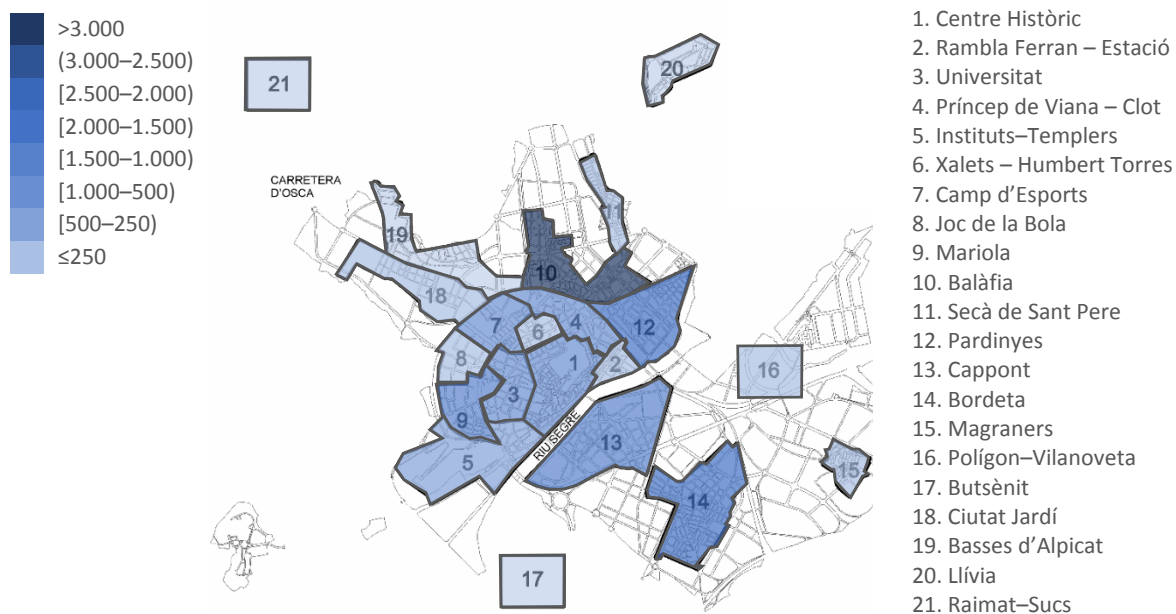 >3.000
(3.000–2.500)
[2.500–2.000)
[2.000–1.500)
[1.500–1.000)
[1.000–500)
[500–250)
≤250
21
20
CARRETERA
D'OSCA
11
19
10
18
7
4
12
6
8
1
2
16
3
9
13
5
RIU SEGRE
15
14
17
1. Centre Històric
2. Rambla Ferran – Estació
3. Universitat
4. Príncep de Viana – Clot
5. Instituts–Templers
6. Xalets – Humbert Torres
7. Camp d’Esports
8. Joc de la Bola
9. Mariola
10. Balàfia
11. Secà de Sant Pere
12. Pardinyes
13. Cappont
14. Bordeta
15. Magraners
16. Polígon–Vilanoveta
17. Butsènit
18. Ciutat Jardí
19. Basses d’Alpicat
20. Llívia
21. Raimat–Sucs